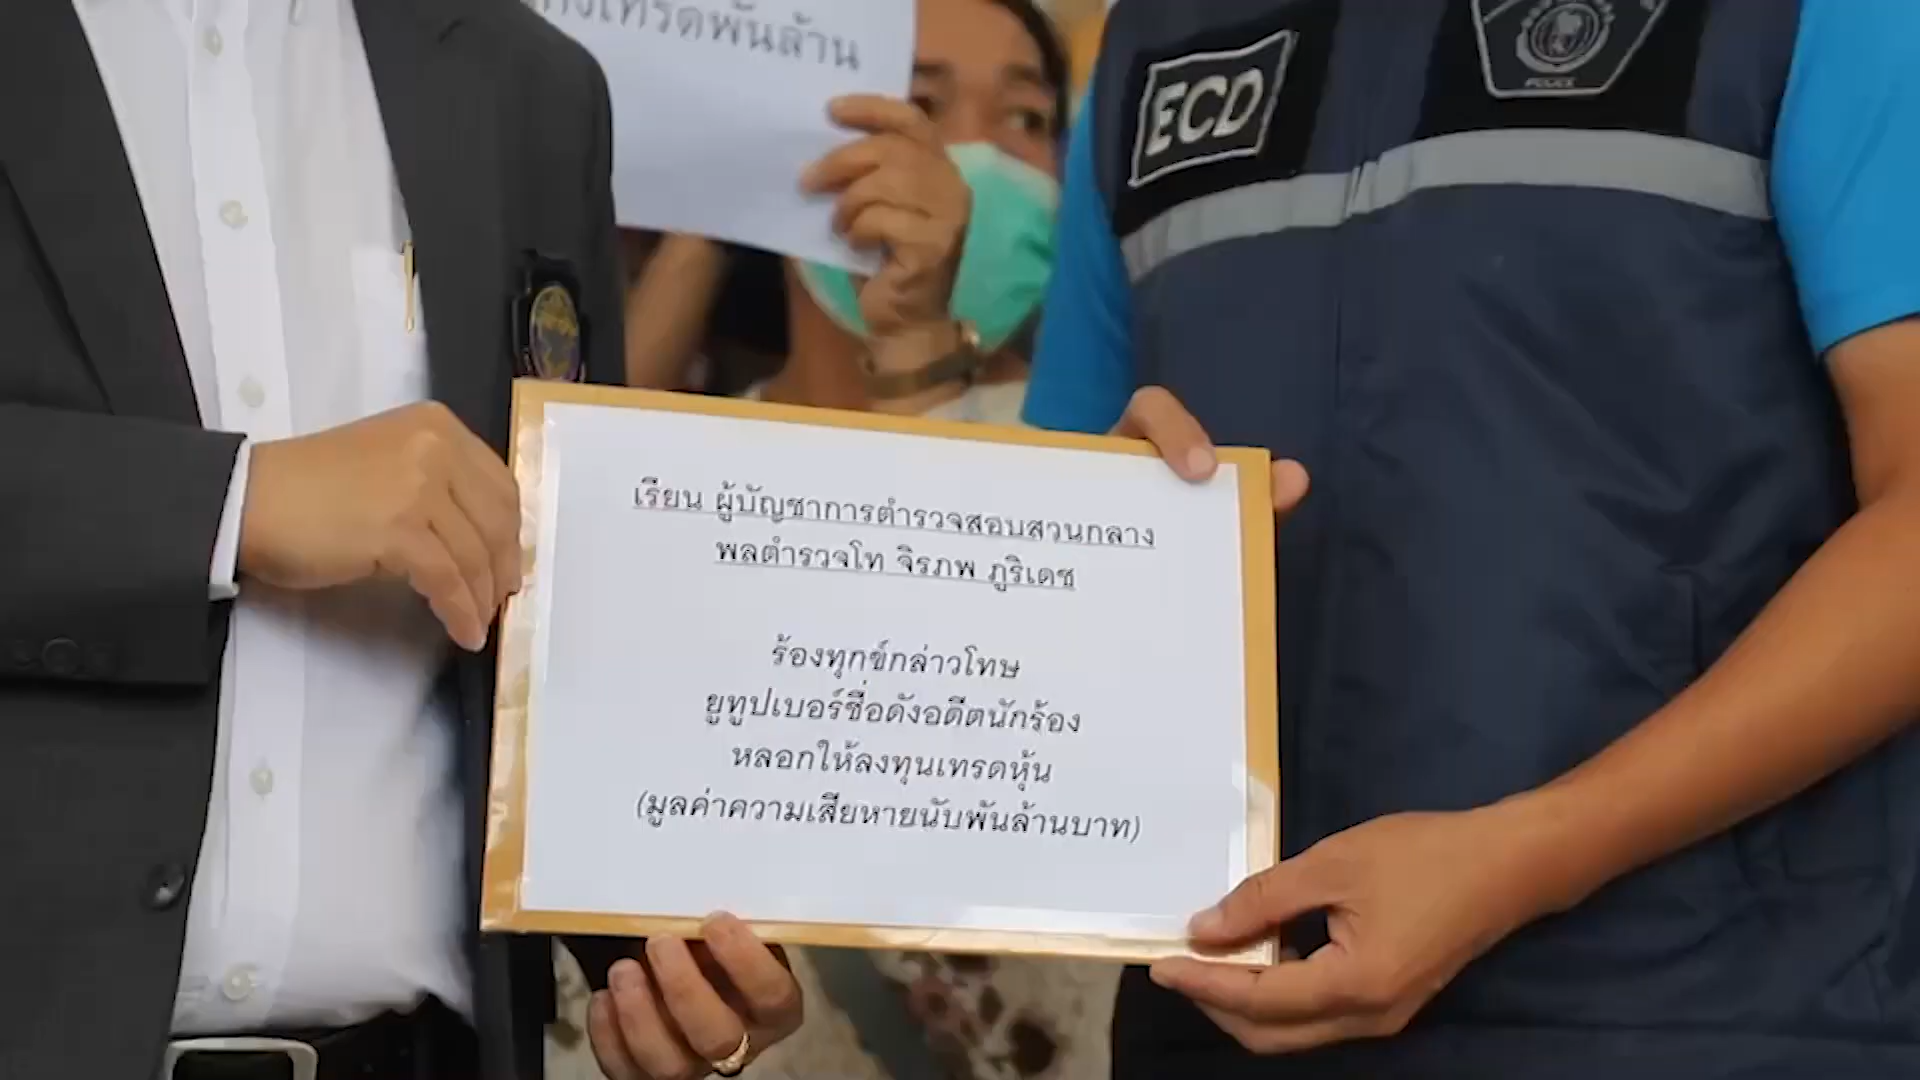 เทรดพันล้าน
ECD
POLICE
เรียน ผู้บัญชาการตำรวจสอบสวนกลาง
พลตำรวจโท จิรภพ ภูริเดช
ร้องทุกข์กล่าวโทษ
ยูทูปเบอร์ชื่อดังอดีตนักร้อง
หลอกให้ลงทุนเทรดหุ้น
(มูลค่าความเสียหายนับพันล้านบาท)